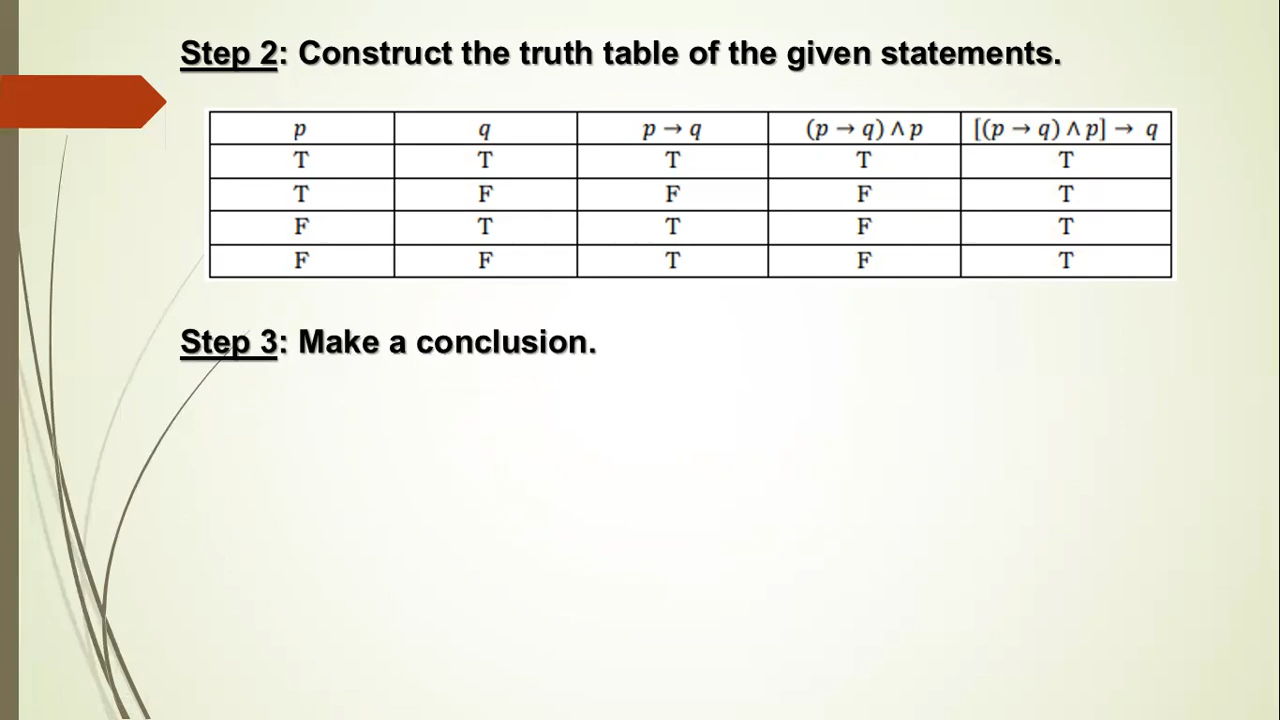 Step 2: Construct the truth table of the given statements.
p q p → q (p → q) ∧ p [(p → q) ∧ p] → q
T T T T T
T F F F T
F T T F T
F F T F T
Step 3: Make a conclusion.